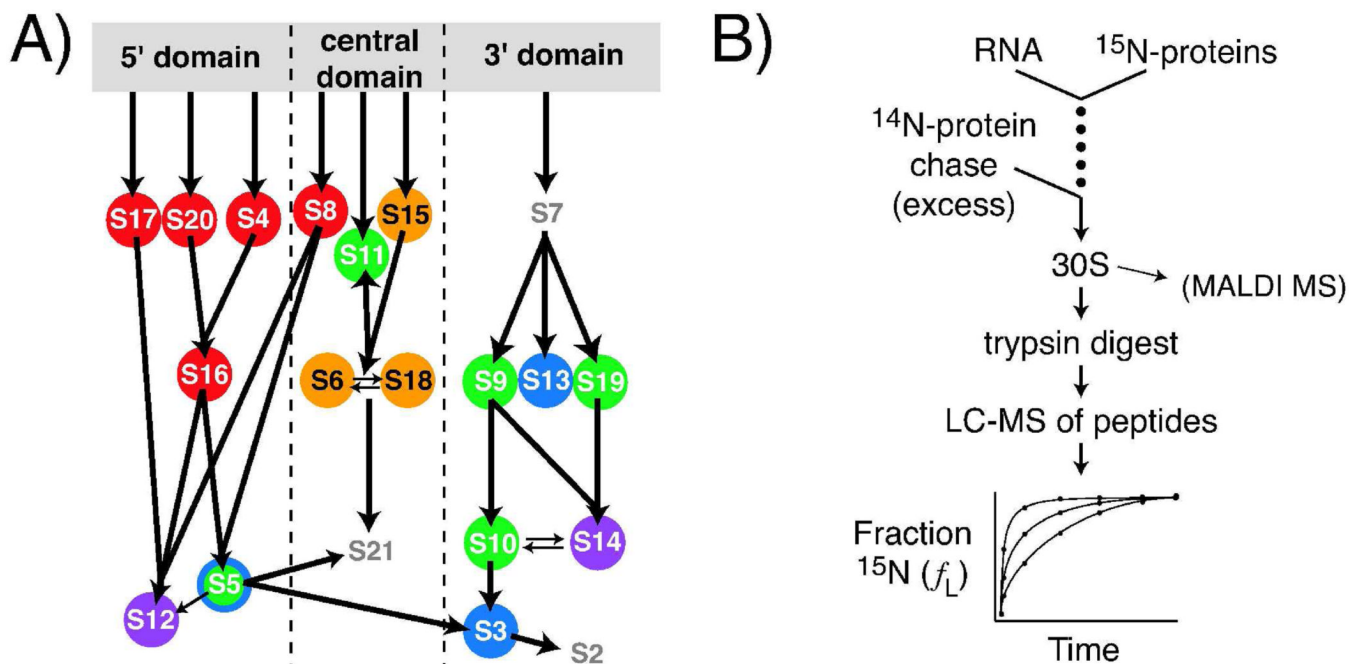 A)
5' domain
central
domain
3' domain
S17
S20
S4
S8
S15
S11
S7
S16
S6
S18
S9
S13
S19
S10
S14
S21
S5
S12
S3
S2
B)
RNA
15N-proteins
14N-protein
chase
(excess)
30S
(MALDI MS)
trypsin digest
LC-MS of peptides
Fraction
15N (fL)
Time